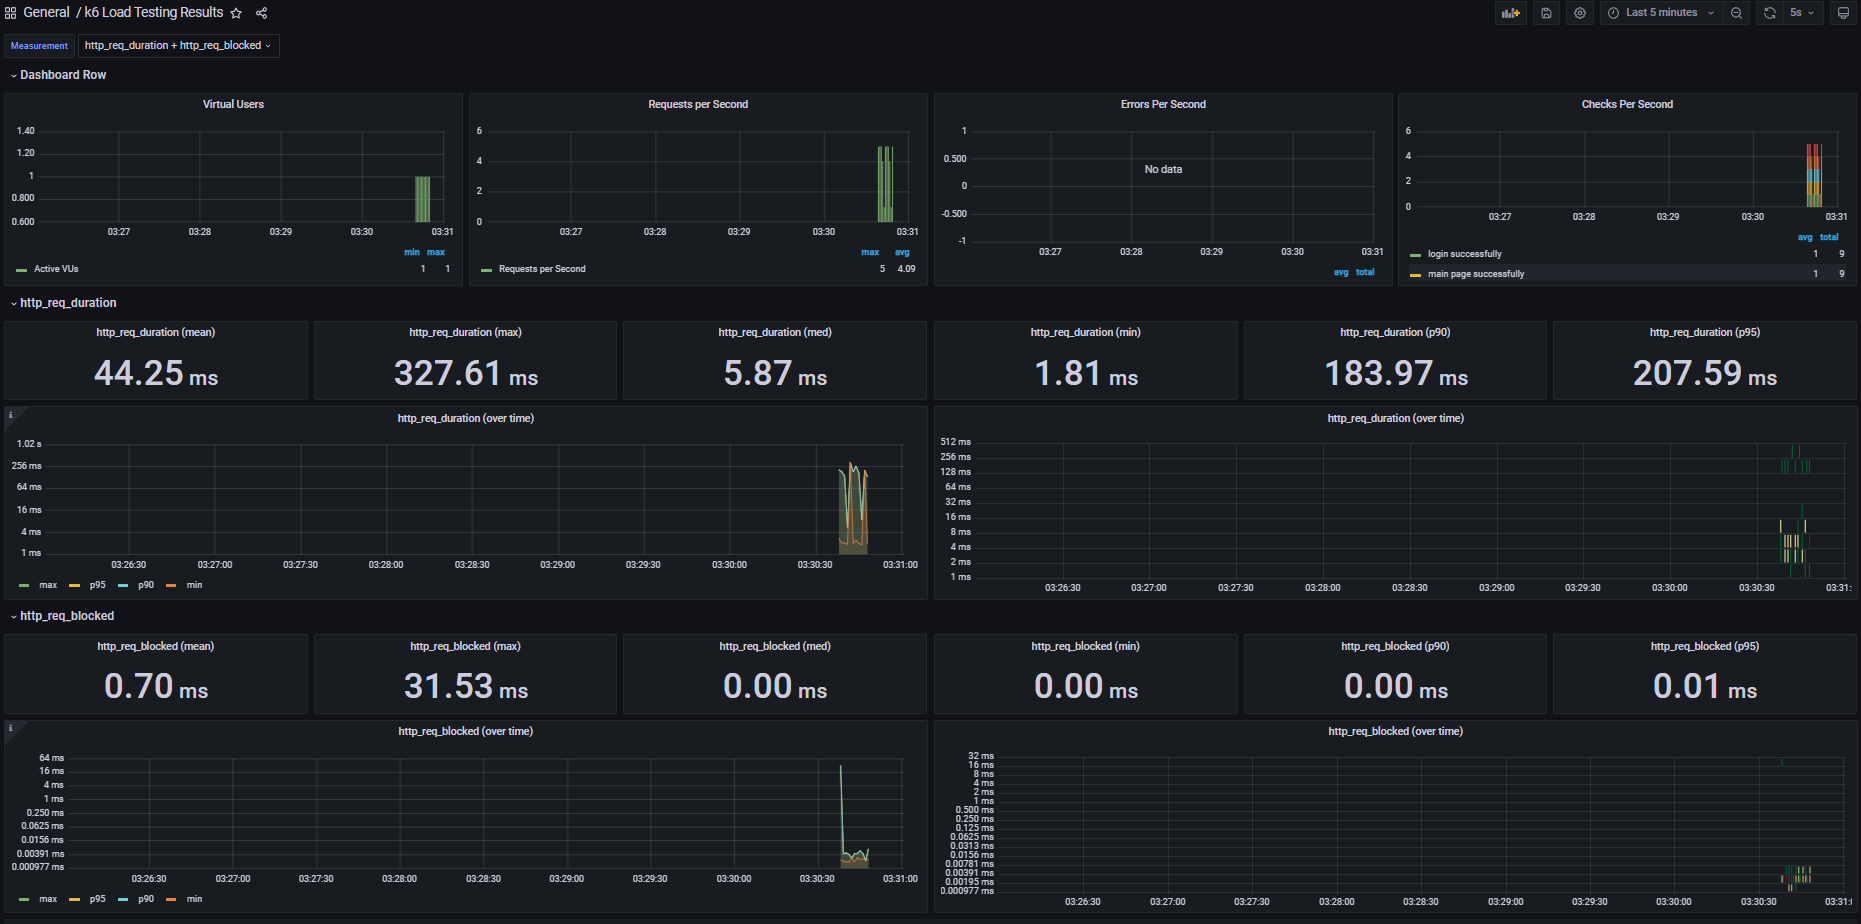 General / k6 Load Testing Results
Last 5 minutes
5s
Measurement
http_req_duration + http_req_blocked
Dashboard Row
Virtual Users
1.40
1.20
1
0.800
0.600
03:27 03:28 03:29 03:30 03:31
min max
Active VUs 1 1
Requests per Second
6
4
2
0
03:27 03:28 03:29 03:30 03:31
max avg
Requests per Second 5 4.09
Errors Per Second
1
0.500
0
-0.500
-1
No data
03:27 03:28 03:29 03:30 03:31
avg total
Checks Per Second
6
4
2
0
03:27 03:28 03:29 03:30 03:31
avg total
login successfully 1 9
main page successfully 1 9
http_req_duration
http_req_duration (mean)
44.25 ms
http_req_duration (max)
327.61 ms
http_req_duration (med)
5.87 ms
http_req_duration (min)
1.81 ms
http_req_duration (p90)
183.97 ms
http_req_duration (p95)
207.59 ms
i
http_req_duration (over time)
1.02 s
256 ms
64 ms
16 ms
4 ms
1 ms
03:26:30 03:27:00 03:27:30 03:28:00 03:28:30 03:29:00 03:29:30 03:30:00 03:30:30 03:31:00
max p95 p90 min
http_req_duration (over time)
512 ms
256 ms
128 ms
64 ms
32 ms
16 ms
8 ms
4 ms
2 ms
1 ms
03:26:30 03:27:00 03:27:30 03:28:00 03:28:30 03:29:00 03:29:30 03:30:00 03:30:30 03:31:
http_req_blocked
http_req_blocked (mean)
0.70 ms
http_req_blocked (max)
31.53 ms
http_req_blocked (med)
0.00 ms
http_req_blocked (min)
0.00 ms
http_req_blocked (p90)
0.00 ms
http_req_blocked (p95)
0.01 ms
i
http_req_blocked (over time)
64 ms
16 ms
4 ms
1 ms
0.250 ms
0.0625 ms
0.0156 ms
0.00391 ms
0.000977 ms
03:26:30 03:27:00 03:27:30 03:28:00 03:28:30 03:29:00 03:29:30 03:30:00 03:30:30 03:31:00
max p95 p90 min
http_req_blocked (over time)
32 ms
16 ms
8 ms
4 ms
2 ms
1 ms
0.500 ms
0.250 ms
0.125 ms
0.0625 ms
0.0313 ms
0.0156 ms
0.00781 ms
0.00391 ms
0.00195 ms
0.000977 ms
03:26:30 03:27:00 03:27:30 03:28:00 03:28:30 03:29:00 03:29:30 03:30:00 03:30:30 03:31: